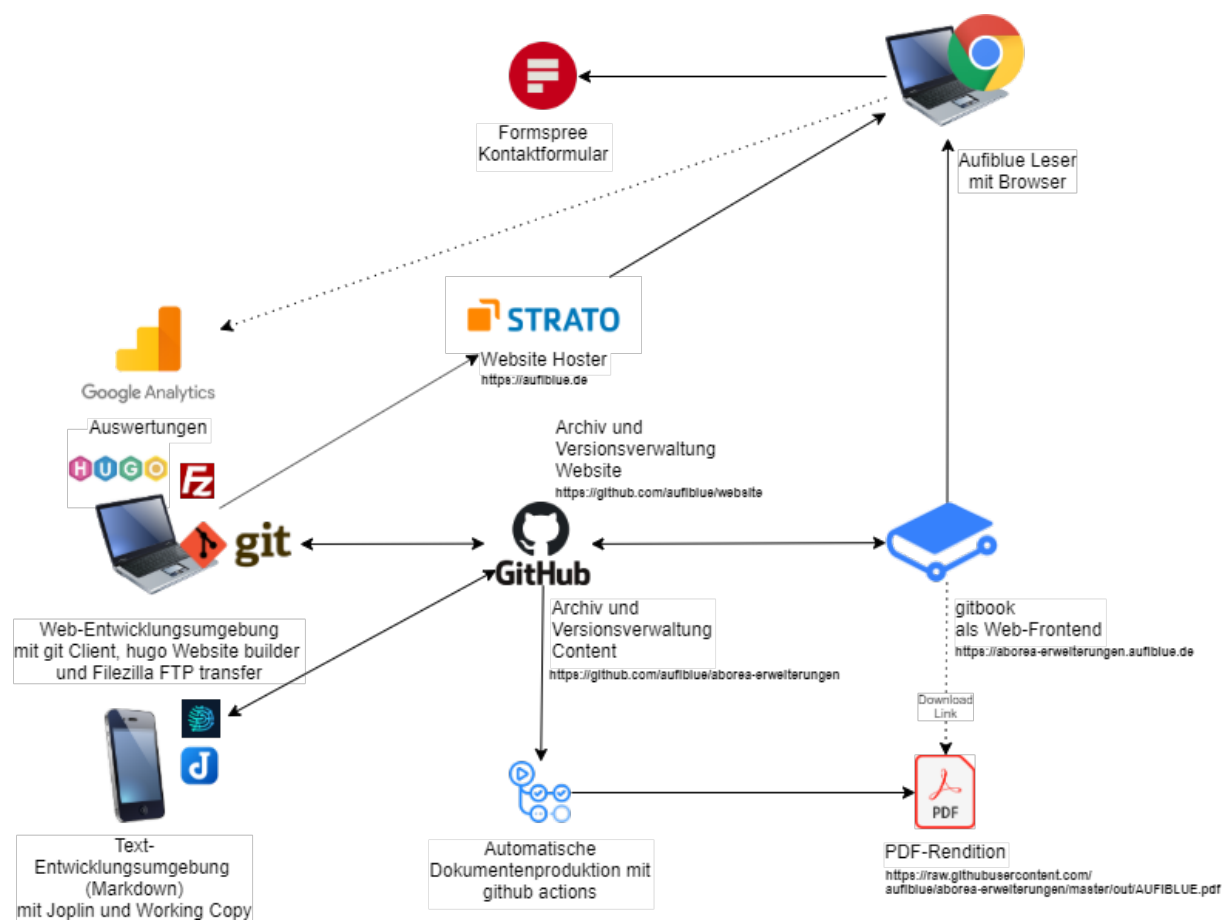 Formspree
Kontaktformular
Aufiblue Leser
mit Browser
STRATO
Website Hoster
https://aufiblue.de
Google Analytics
Auswertungen
HUGO
FZ
git
Archiv und
Versionsverwaltung
Website
https://github.com/aufiblue/website
GitHub
Archiv und
Versionsverwaltung
Content
https://github.com/aufiblue/aborea-erweiterungen
gitbook
als Web-Frontend
https://aborea-erweiterungen.aufiblue.de
Web-Entwicklungsumgebung
mit git Client, hugo Website builder
und Filezilla FTP transfer
Download
Link
J
PDF
Text-
Entwicklungsumgebung
(Markdown)
mit Joplin und Working Copy
Automatische
Dokumentenproduktion mit
github actions
PDF-Rendition
https://raw.githubusercontent.com/
aufiblue/aborea-erweiterungen/master/out/AUFIBLUE.pdf